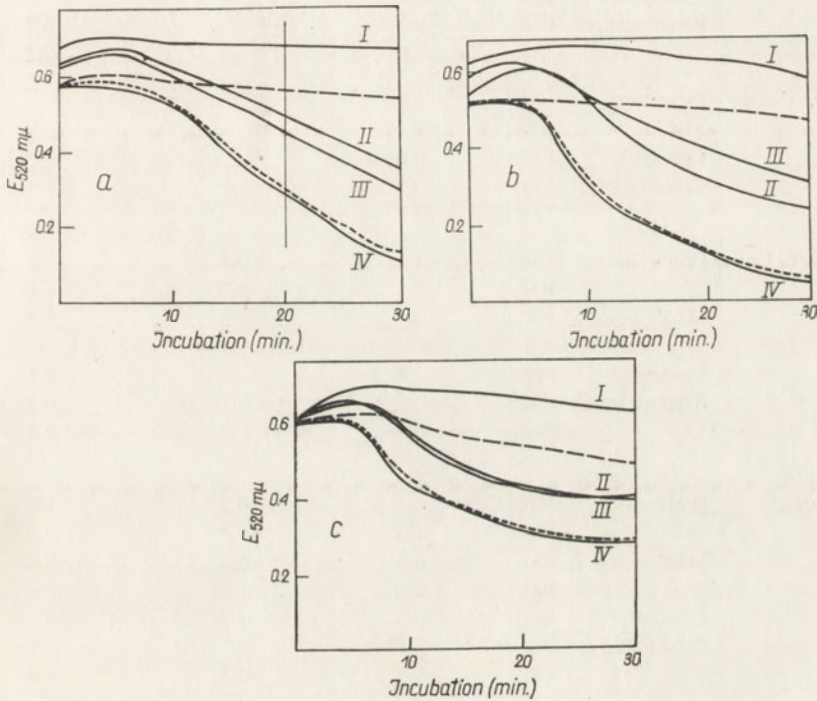 I
0.6
II
0.4
III
E520 mμ
a
0.2
IV
10
20
30
Incubation (min.)
I
0.6
III
0.4
II
b
0.2
IV
10
20
30
Incubation (min.)
I
0.6
II
0.4
III
E520 mμ
c
IV
0.2
10
20
30
Incubation (min.)